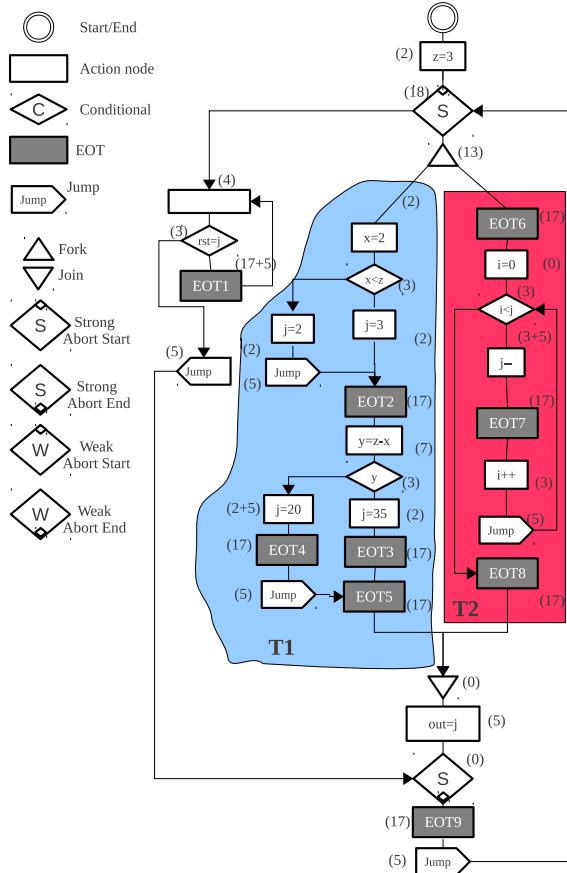 Start/End
Action node
C
Conditional
EOT
Jump
Jump
Fork
Join
S
Strong
Abort Start
S
Strong
Abort End
W
Weak
Abort Start
W
Weak
Abort End
(2)
z=3
(18)
S
(13)
(4)
(3)
rst=j
(17+5)
EOT1
(5)
Jump
(2)
x=2
x<z
(3)
j=2
j=3
(2)
(2)
(5)
Jump
EOT2
(17)
y=z-x
(7)
y
(3)
(2+5)
j=20
j=35
(2)
(17)
EOT4
EOT3
(17)
(5)
Jump
EOT5
(17)
T1
EOT6
(17)
i=0
(0)
(3)
i<j
(3+5)
j--
(17)
EOT7
i++
(3)
(5)
Jump
EOT8
T2
(17)
(0)
out=j
(5)
(0)
S
(17)
EOT9
(5)
Jump